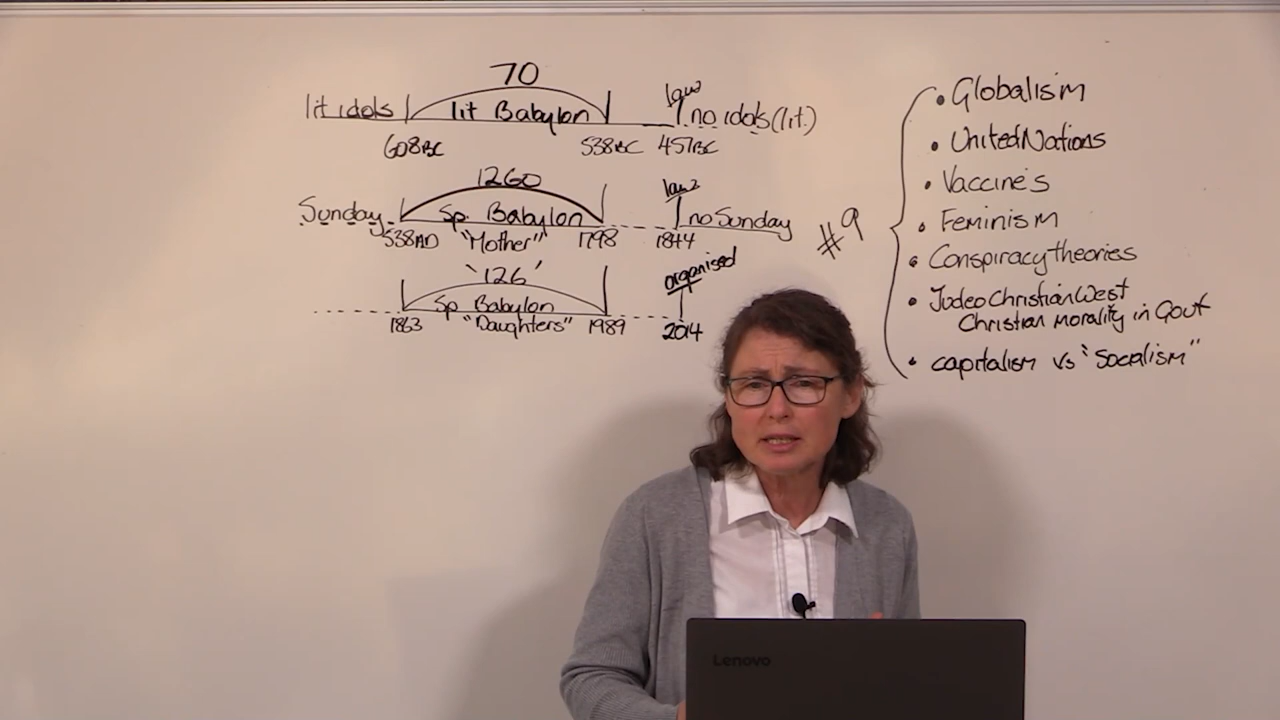 70
lit idols lit Babylon law no idols (lit.)
608BC 538BC 457BC
1260
Sunday Sp. Babylon law no Sunday
538AD "Mother" 1798 1844
'126' organised
Sp Babylon
1863 "Daughters" 1989 2014
#9
• Globalism
• United Nations
• Vaccine's
• Feminism
• Conspiracy theories
• Judeo Christian West
Christian morality in Govt
• capitalism vs "Socialism"
Lenovo